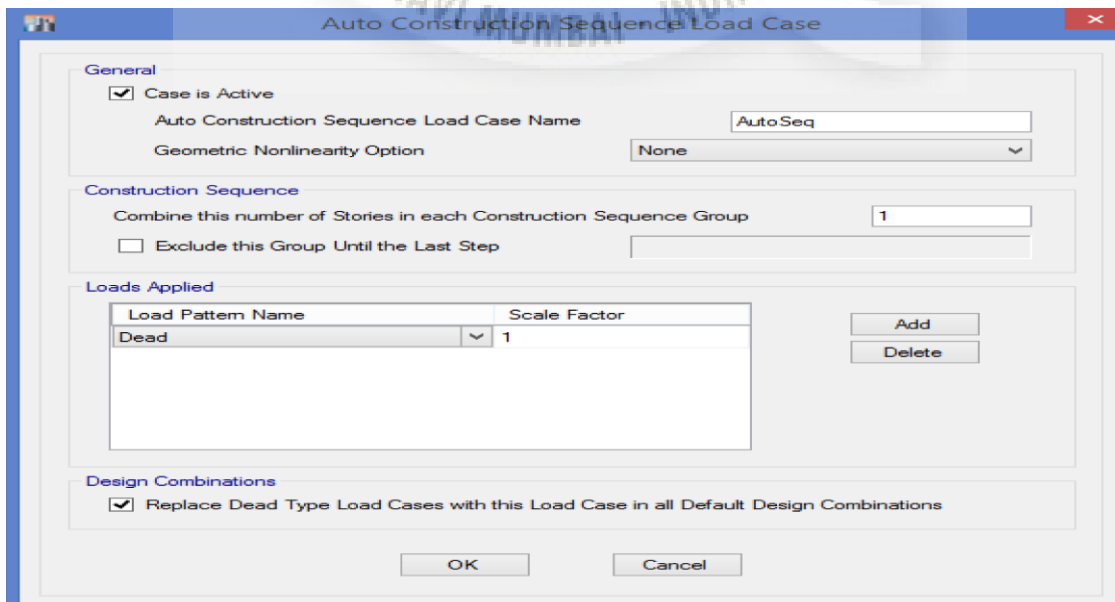 Auto Construction Sequence Load Case
MUMBAI
General
Case is Active
Auto Construction Sequence Load Case Name AutoSeq
Geometric Nonlinearity Option None
Construction Sequence
Combine this number of Stories in each Construction Sequence Group 1
Exclude this Group Until the Last Step
Loads Applied
Load Pattern Name Scale Factor
Dead 1
Add
Delete
Design Combinations
Replace Dead Type Load Cases with this Load Case in all Default Design Combinations
OK Cancel